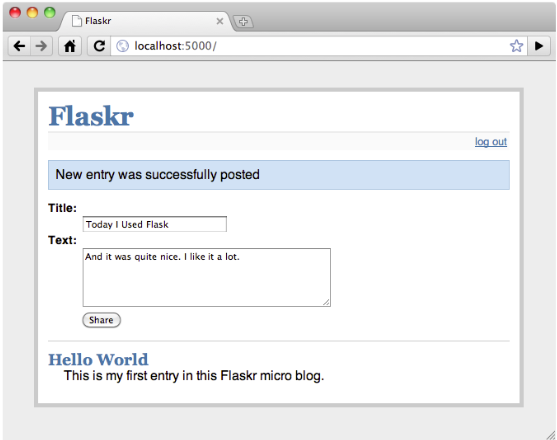 Flaskr
localhost:5000/
Flaskr
log out
New entry was successfully posted
Title:
Today I Used Flask
Text:
And it was quite nice. I like it a lot.
Share
Hello World
This is my first entry in this Flaskr micro blog.